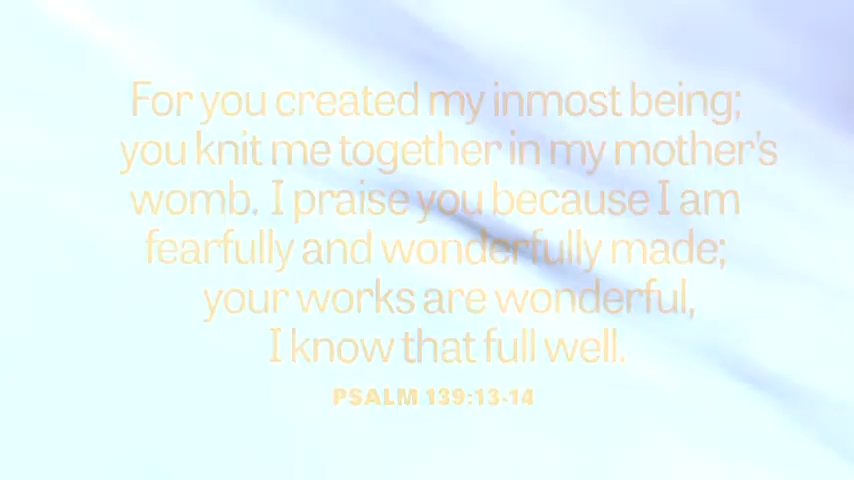 For you created my inmost being;
you knit me together in my mother's
womb. I praise you because I am
fearfully and wonderfully made;
your works are wonderful,
I know that full well.
PSALM 139:13-14